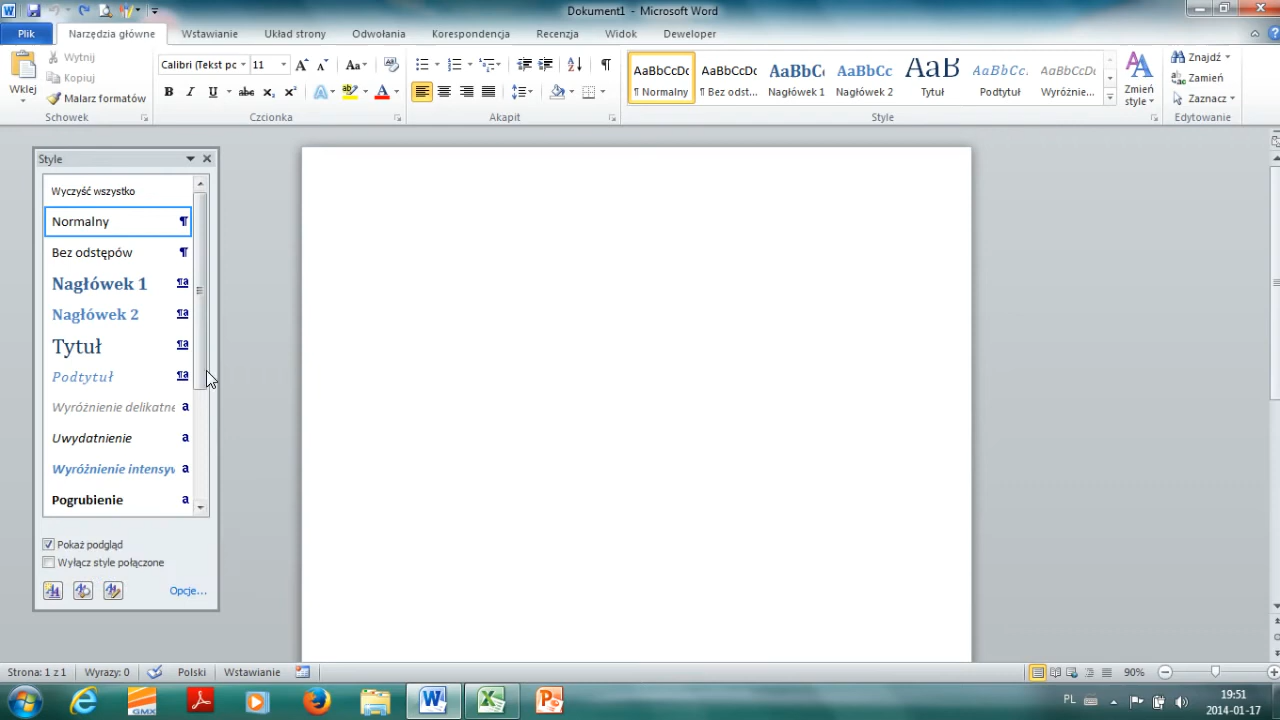 Dokument1 - Microsoft Word
Plik Narzędzia główne Wstawianie Układ strony Odwołania Korespondencja Recenzja Widok Deweloper
Wklej
Wytnij
Kopiuj
Malarz formatów
Schowek
Calibri (Tekst pc 11
Czcionka
Akapit
AaBbCcDc AaBbCcDc AaBbCc AaBbCc AaB AaBbCc. AaBbCcDc
¶ Normalny ¶ Bez odst... Nagłówek 1 Nagłówek 2 Tytuł Podtytuł Wyróżnie...
Zmień style
Style
Znajdź
Zamień
Zaznacz
Edytowanie
Style
Wyczyść wszystko
Normalny ¶
Bez odstępów ¶
Nagłówek 1 ¶a
Nagłówek 2 ¶a
Tytuł ¶a
Podtytuł ¶a
Wyróżnienie delikatne a
Uwydatnienie a
Wyróżnienie intensyw a
Pogrubienie a
Pokaż podgląd
Wyłącz style połączone
Opcje...
Strona: 1 z 1 Wyrazy: 0 Polski Wstawianie 90%
GMX
PL
19:51
2014-01-17